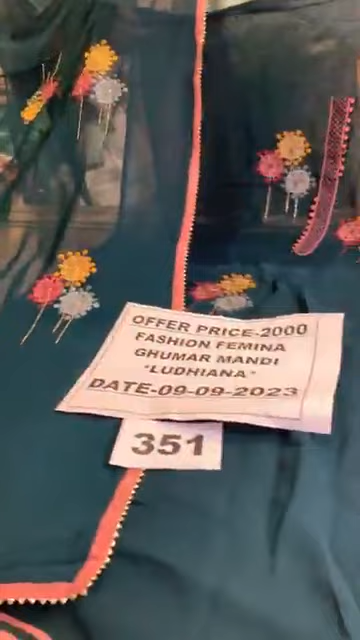 OFFER PRICE-2000
FASHION FEMINA
GHUMAR MANDI
"LUDHIANA"
DATE-09-09-2023
351